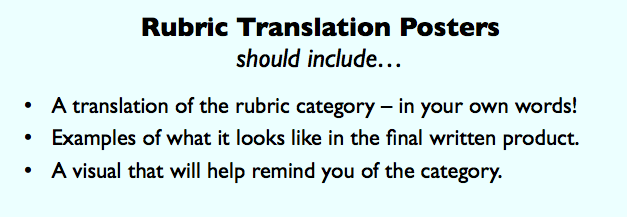 Rubric Translation Posters
should include…
• A translation of the rubric category – in your own words!
• Examples of what it looks like in the final written product.
• A visual that will help remind you of the category.